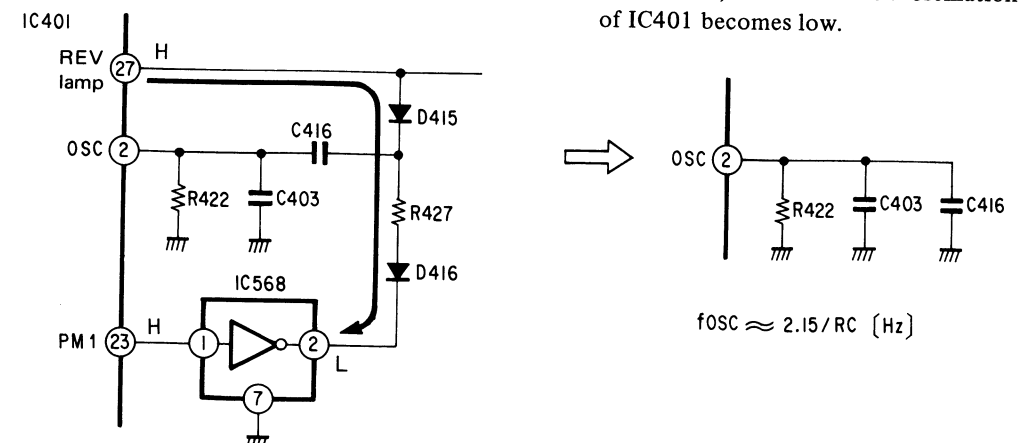 of IC401 becomes low.
IC401
REV
lamp
27
H
D415
C416
OSC
2
R422
C403
R427
D416
IC568
PM1
23
H
1
2
L
7
OSC
2
R422
C403
C416
fOSC ≈ 2.15/RC [Hz]